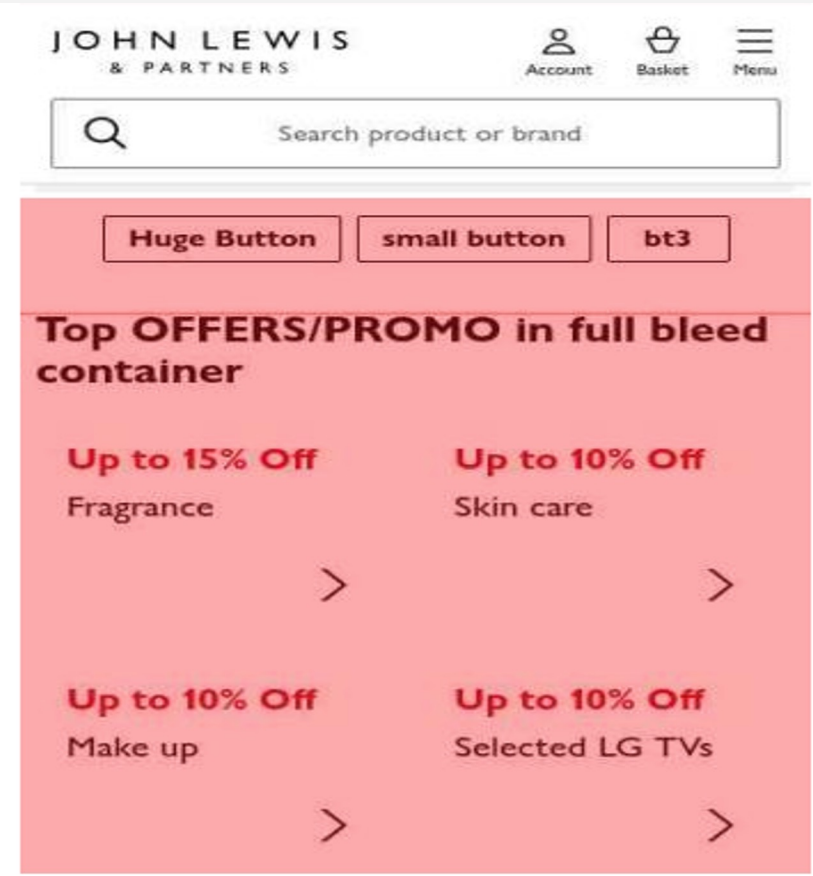 JOHN LEWIS
& PARTNERS
Account Basket Menu
Search product or brand
Huge Button small button bt3
Top OFFERS/PROMO in full bleed
container
Up to 15% Off Up to 10% Off
Fragrance Skin care
Up to 10% Off Up to 10% Off
Make up Selected LG TVs